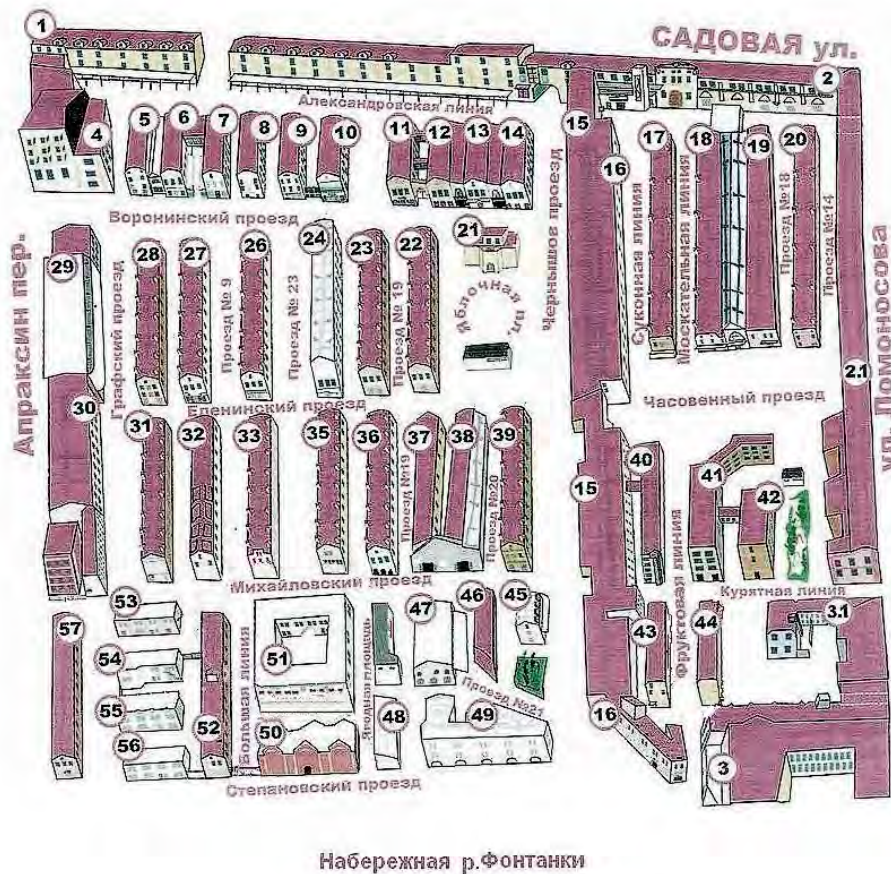 1
САДОВАЯ ул.
2
Александровская линия
4
5
6
7
8
9
10
11
12
13
14
15
16
17
18
19
20
Воронинский проезд
Апраксин пер.
29
28
27
26
24
23
22
21
Графский проезд
Проезд № 9
Проезд № 23
Проезд № 19
Яблочная пл.
Чернышов проезд
Суконная линия
Москательная линия
Проезд №18
Проезд №14
ул. Ломоносова
2.1
Еленинский проезд
Часовенный проезд
30
31
32
33
35
36
37
38
39
Проезд №19
Проезд №20
15
40
41
42
Фруктовая линия
Михайловский проезд
Курятная линия
57
53
54
55
56
52
Большая линия
51
50
Ягодная площадь
47
46
45
48
49
Проезд №21
43
44
3.1
16
3
Степановский проезд
Набережная р.Фонтанки